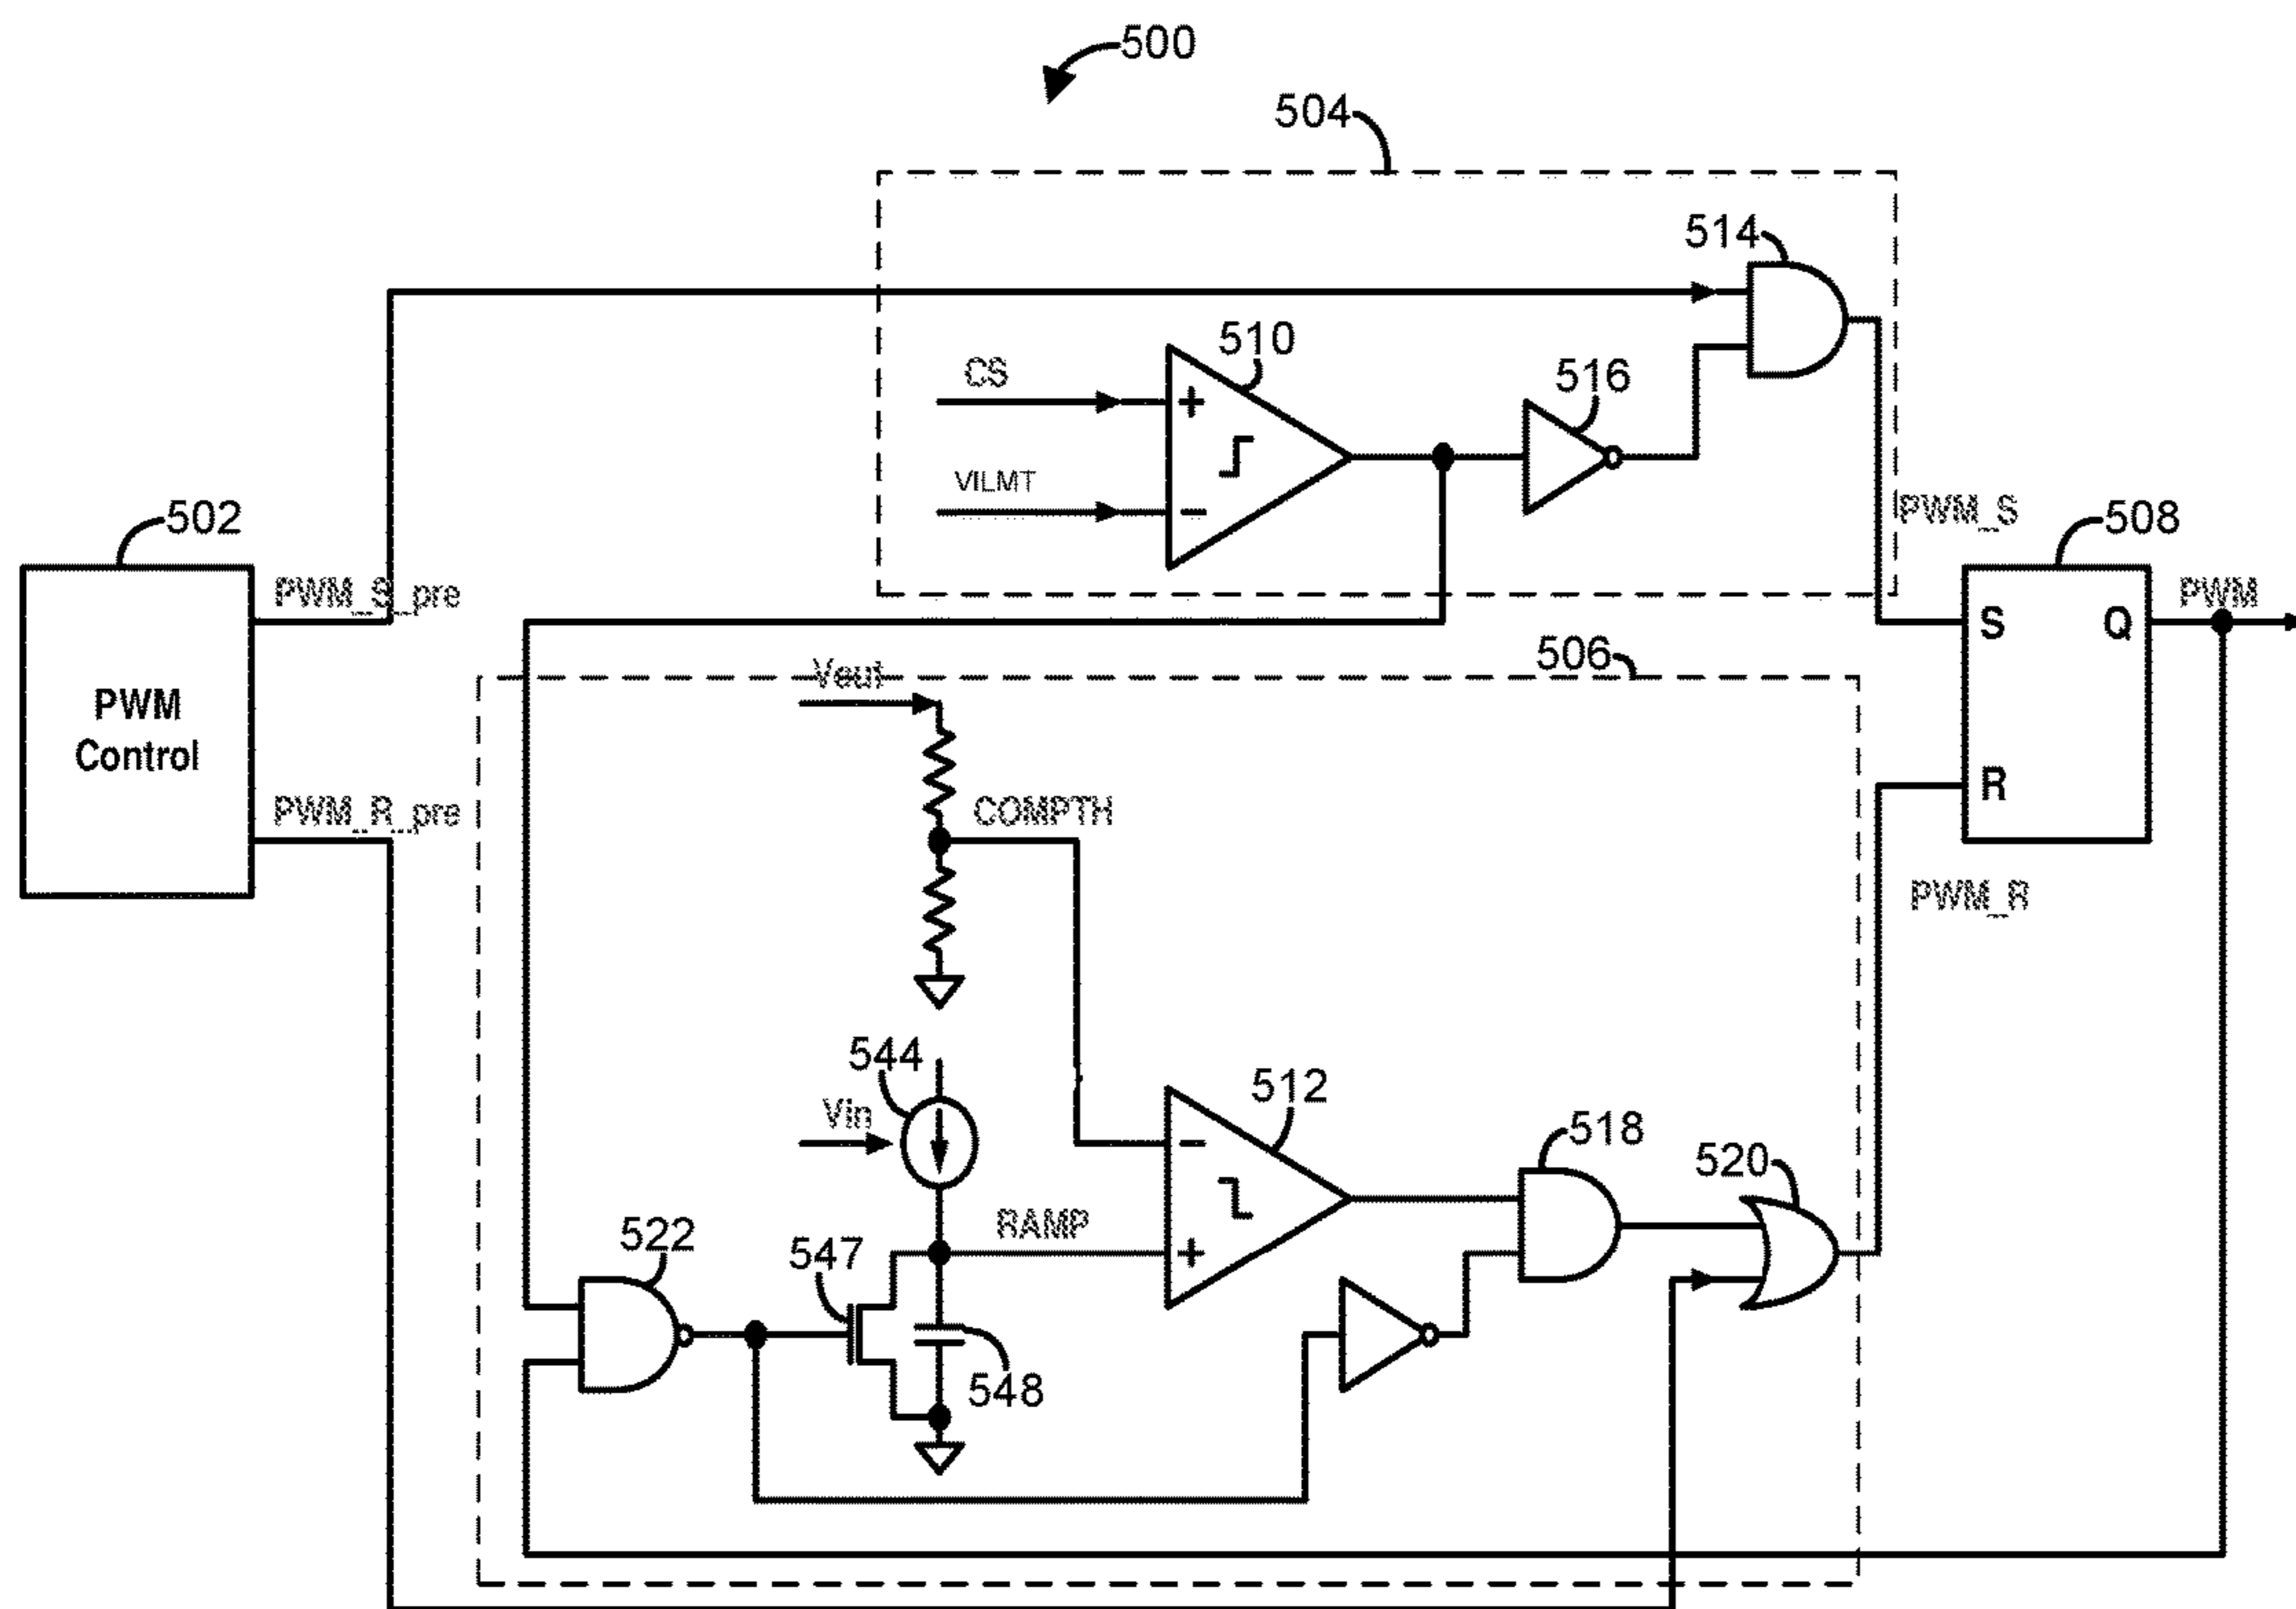 500
504
514
510
CS
516
VILMT
502
PWM_S_pre
PWM_S
508
PWM
S
Q
506
Vout
PWM
Control
PWM_R_pre
COMPTH
R
PWM_R
544
512
Vin
518
520
RAMP
522
547
548
+
−
−
+